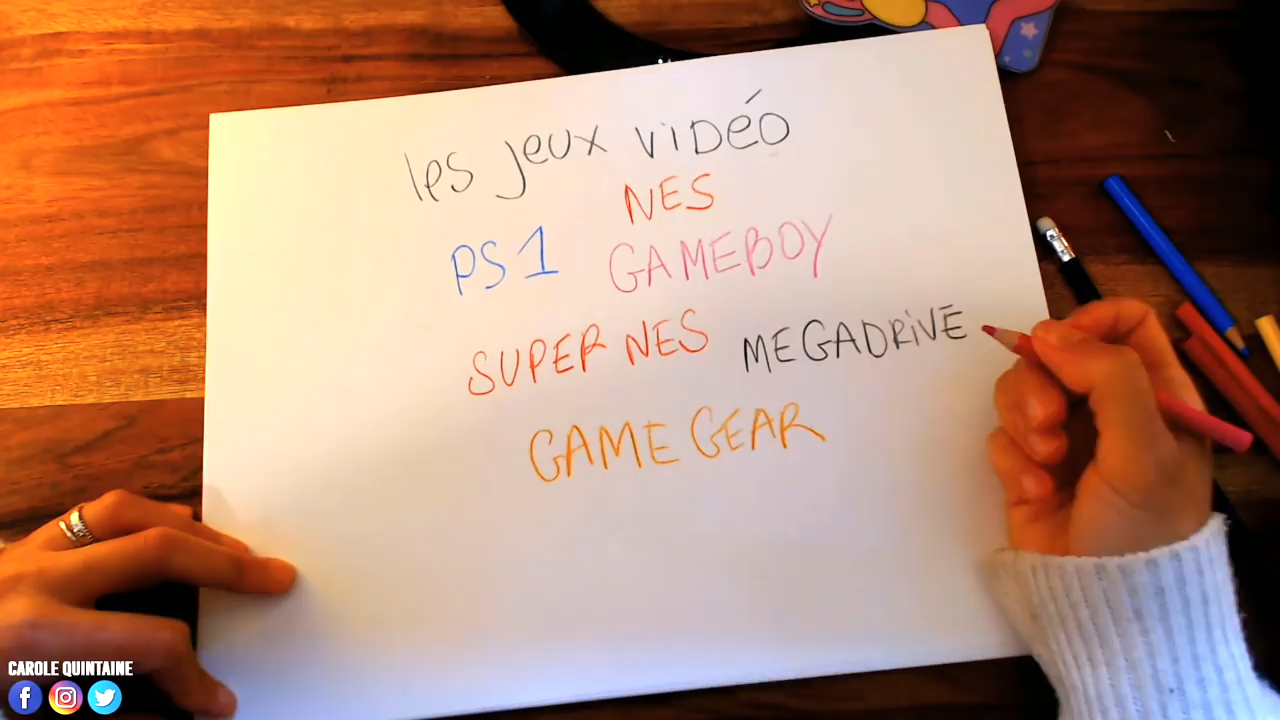 les jeux vidéo
NES
PS1 GAMEBOY
SUPER NES MEGADRiVE
GAME GEAR
CAROLE QUINTAINE